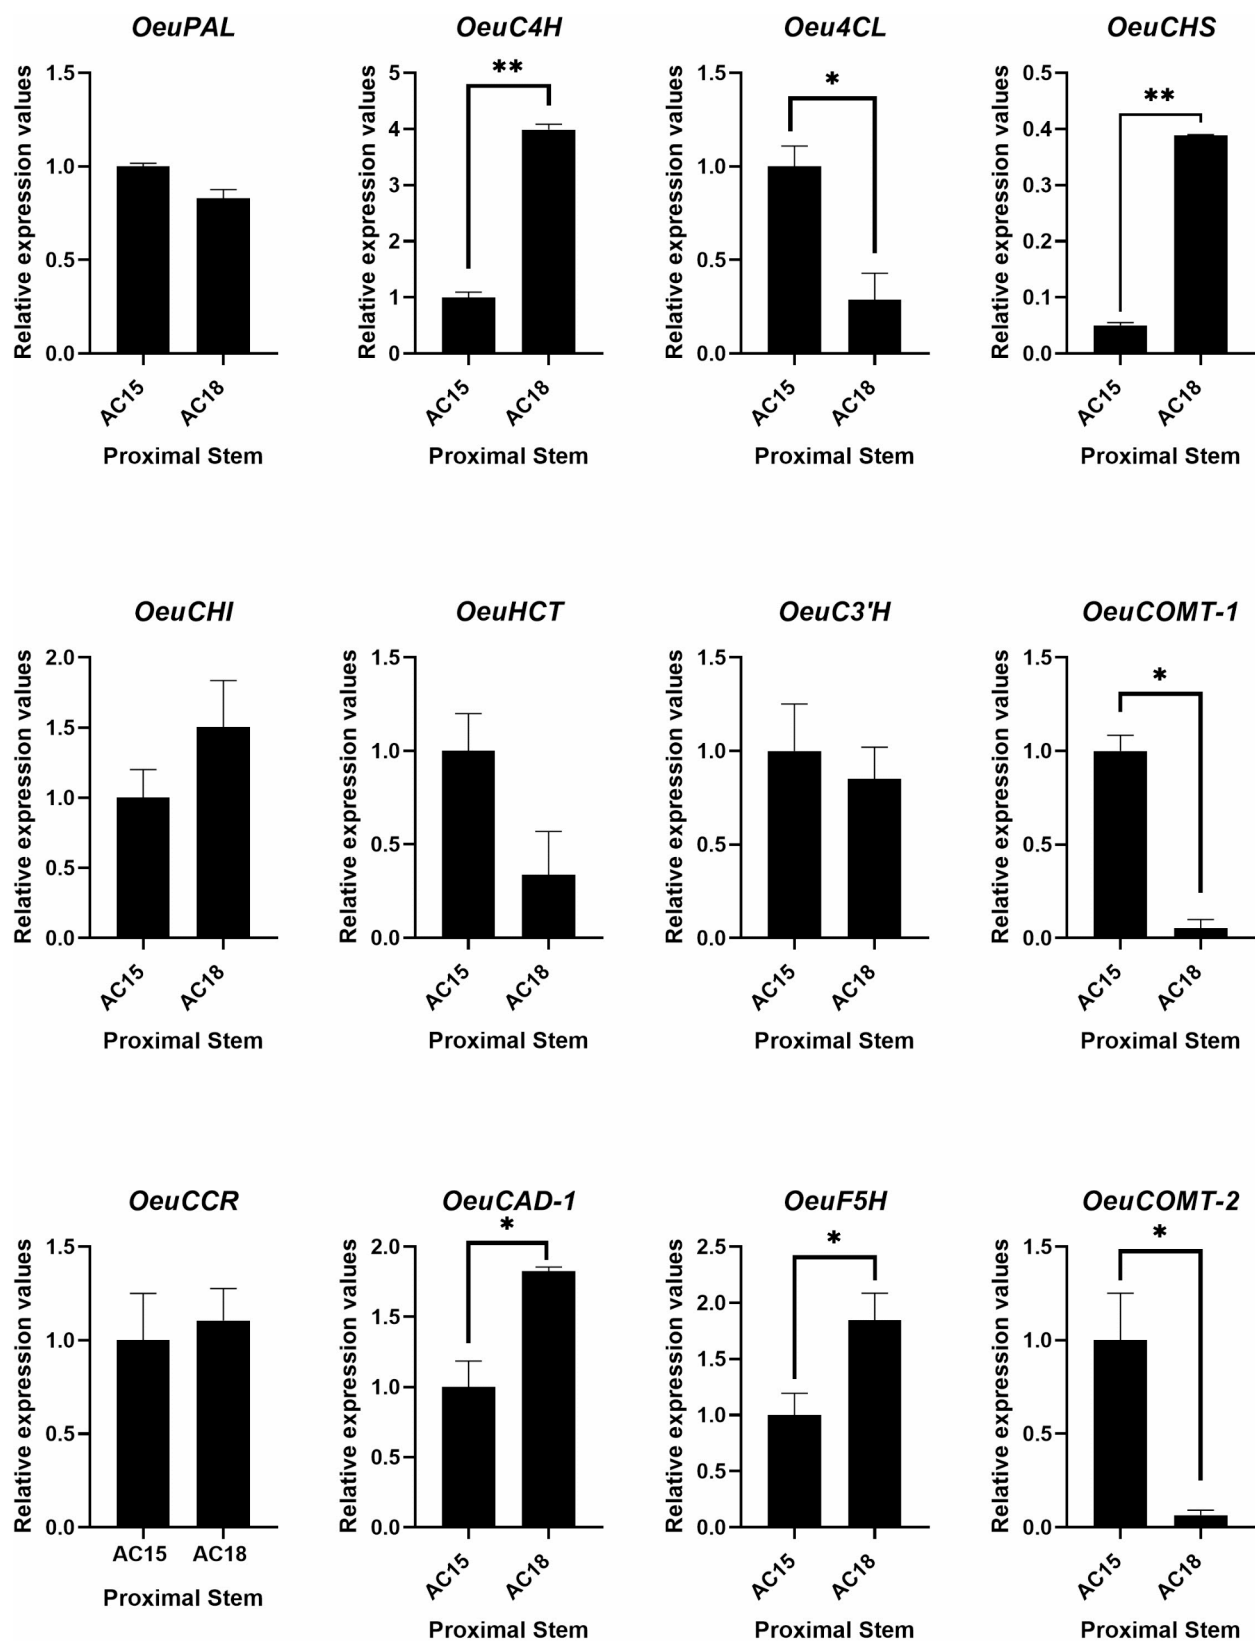 OeuPAL
Relative expression values
1.5
1.0
0.5
0.0
AC15 AC18
Proximal Stem
OeuC4H
**
Relative expression values
5
4
3
2
1
0
AC15 AC18
Proximal Stem
Oeu4CL
*
Relative expression values
1.5
1.0
0.5
0.0
AC15 AC18
Proximal Stem
OeuCHS
**
Relative expression values
0.5
0.4
0.3
0.2
0.1
0.0
AC15 AC18
Proximal Stem
OeuCHI
Relative expression values
2.0
1.5
1.0
0.5
0.0
AC15 AC18
Proximal Stem
OeuHCT
Relative expression values
1.5
1.0
0.5
0.0
AC15 AC18
Proximal Stem
OeuC3'H
Relative expression values
1.5
1.0
0.5
0.0
AC15 AC18
Proximal Stem
OeuCOMT-1
*
Relative expression values
1.5
1.0
0.5
0.0
AC15 AC18
Proximal Stem
OeuCCR
Relative expression values
1.5
1.0
0.5
0.0
AC15 AC18
Proximal Stem
OeuCAD-1
*
Relative expression values
2.0
1.5
1.0
0.5
0.0
AC15 AC18
Proximal Stem
OeuF5H
*
Relative expression values
2.5
2.0
1.5
1.0
0.5
0.0
AC15 AC18
Proximal Stem
OeuCOMT-2
*
Relative expression values
1.5
1.0
0.5
0.0
AC15 AC18
Proximal Stem